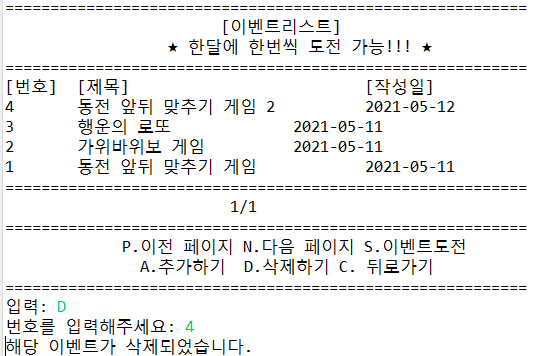 ==========================================================
[이벤트리스트]
★ 한달에 한번씩 도전 가능!!! ★
==========================================================
[번호] [제목] [작성일]
4 동전 앞뒤 맞추기 게임 2 2021-05-12
3 행운의 로또 2021-05-11
2 가위바위보 게임 2021-05-11
1 동전 앞뒤 맞추기 게임 2021-05-11
==========================================================
1/1
==========================================================
P.이전 페이지 N.다음 페이지 S.이벤트도전
A.추가하기 D.삭제하기 C. 뒤로가기
==========================================================
입력: D
번호를 입력해주세요: 4
해당 이벤트가 삭제되었습니다.